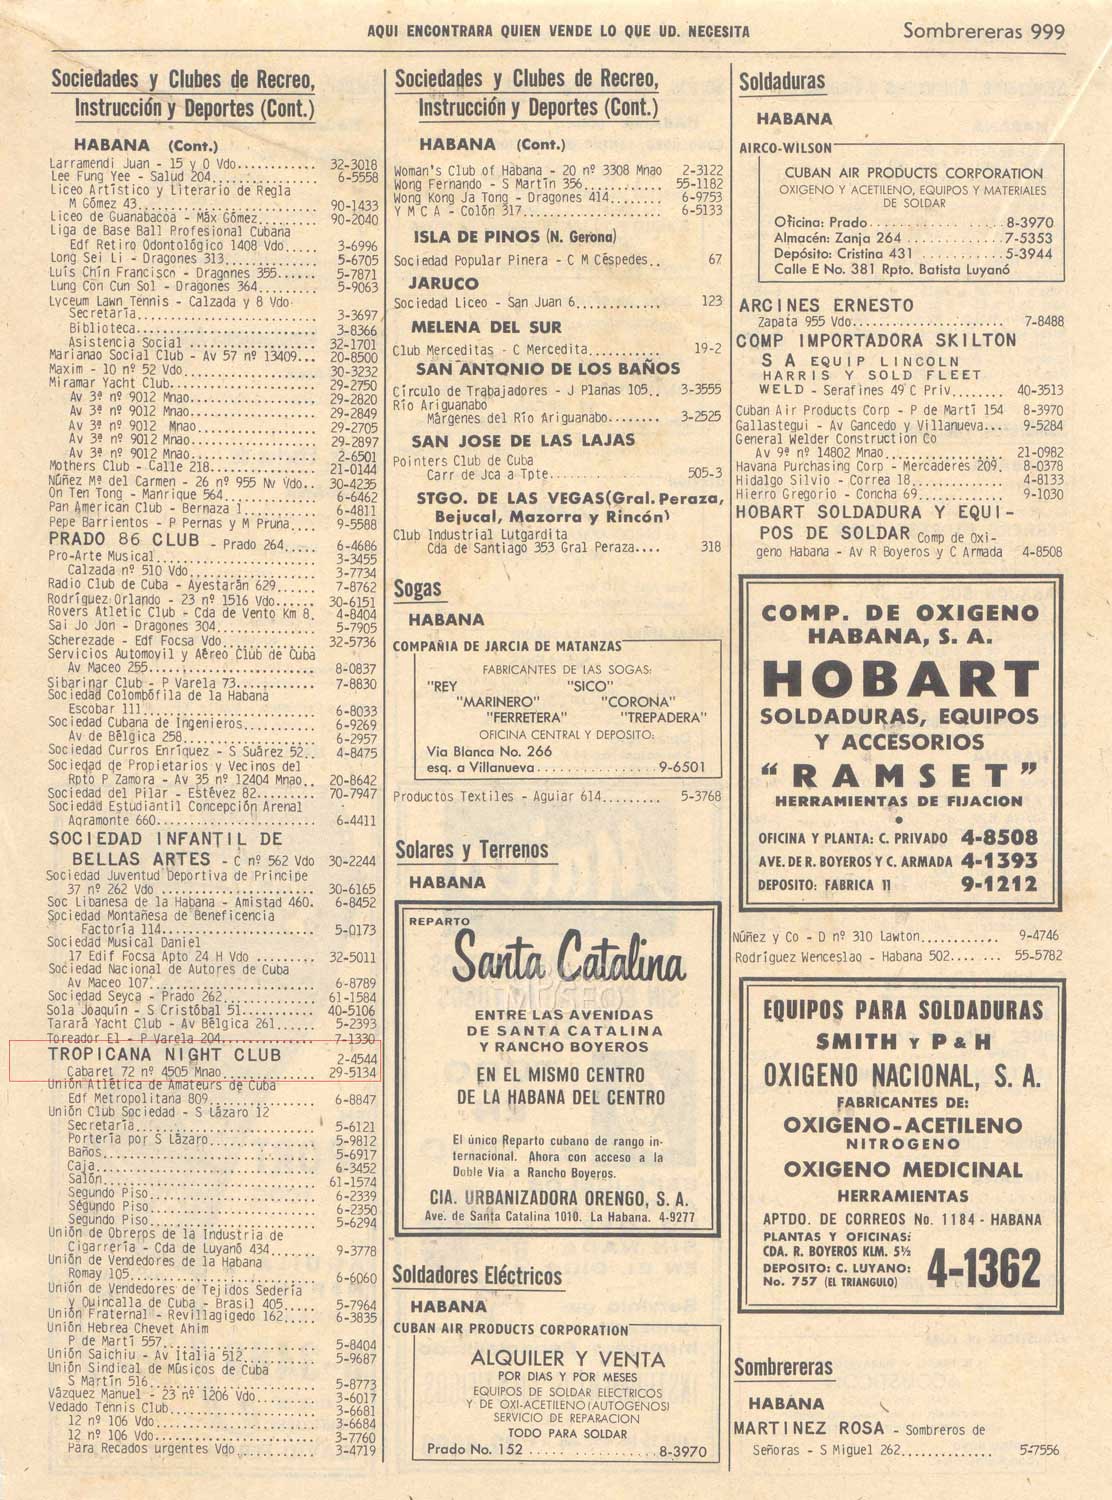 AQUI ENCONTRARA QUIEN VENDE LO QUE UD. NECESITA
Sombrereras 999
Sociedades y Clubes de Recreo,
Instrucción y Deportes (Cont.)
HABANA (Cont.)
Larramendi Juan - 15 y O Vdo............ 32-3018
Lee Fung Yee - Salud 204................ 6-5558
Liceo Artístico y Literario de Regla
M Gómez 43...................... 90-1433
Liceo de Guanabacoa - Máx Gómez......... 90-2040
Liga de Base Ball Profesional Cubana
Edf Retiro Odontológico 1408 Vdo..... 3-6996
Long Sei Li - Dragones 313............. 5-6705
Luis Chin Francisco - Dragones 355...... 5-7871
Lung Con Cun Sol - Dragones 364......... 5-9063
Lyceum Lawn Tennis - Calzada y 8 Vdo
Secretaría........................ 3-3697
Biblioteca........................ 3-8366
Asistencia Social ................. 32-1701
Marianao Social Club - Av 57 nº 13409... 20-8500
Maxim - 10 nº 52 Vdo................. 30-3232
Miramar Yacht Club................... 29-2750
Av 3ª nº 9012 Mnao............... 29-2820
Av 3ª nº 9012 Mnao............... 29-2849
Av 3ª nº 9012 Mnao............... 29-2705
Av 3ª nº 9012 Mnao............... 29-2897
Av 3ª nº 9012 Mnao............... 2-6501
Mothers Club - Calle 218.............. 21-0144
Núñez Mª del Carmen - 26 nº 955 Nv Vdo.. 30-4235
On Ten Tong - Manrique 564............ 6-6462
Pan American Club - Bernaza 1......... 6-4811
Pepe Barrientos - P Pernas y M Pruna.... 9-5588
PRADO 86 CLUB - Prado 264..... 6-4686
Pro-Arte Musical...................... 3-3455
Calzada nº 510 Vdo................ 3-7734
Radio Club de Cuba - Ayestarán 629...... 7-8762
Rodríguez Orlando - 23 nº 1516 Vdo...... 30-6151
Rovers Atletic Club - Cda de Vento Km 8. 4-8404
Sai Jo Jon - Dragones 304............. 5-7905
Scherezade - Edf Focsa Vdo............ 32-5736
Servicios Automovil y Aéreo Club de Cuba
Av Maceo 255..................... 8-0837
Sibarinar Club - P Varela 73........... 7-8830
Sociedad Colombófila de la Habana
Escobar 111...................... 6-8033
Sociedad Cubana de Ingenieros.......... 6-9269
Av de Bélgica 258................. 6-2957
Sociedad Curros Enríquez - S Suárez 52.. 4-8475
Sociedad de Propietarios y Vecinos del
Rpto P Zamora - Av 35 nº 12404 Mnao.. 20-8642
Sociedad del Pilar - Estévez 82........ 70-7947
Sociedad Estudiantil Concepción Arenal
Agramonte 660.................... 6-4411
SOCIEDAD INFANTIL DE
BELLAS ARTES - C nº 562 Vdo 30-2244
Sociedad Juventud Deportiva de Principe
37 nº 262 Vdo .................... 30-6165
Soc Libanesa de la Habana - Amistad 460. 6-8452
Sociedad Montañesa de Beneficencia
Factoría 114..................... 5-0173
Sociedad Musical Daniel
17 Edif Focsa Apto 24 H Vdo ........ 32-5011
Sociedad Nacional de Autores de Cuba
Av Maceo 107..................... 6-8789
Sociedad Seyca - Prado 262............. 61-1584
Sola Joaquín - S Cristóbal 51.......... 40-5106
Tarará Yacht Club - Av Bélgica 261...... 5-2393
Toreador El - P Varela 204............. 7-1330
TROPICANA NIGHT CLUB 2-4544
Cabaret 72 nº 4505 Mnao............ 29-5134
Unión Atlética de Amateurs de Cuba
Edf Metropolitana 809............. 6-8847
Unión Club Sociedad - S Lázaro 12
Secretaría....................... 5-6121
Portería por S Lázaro............. 5-9812
Baños............................ 5-6917
Caja............................. 6-3452
Salón............................ 61-1574
Segundo Piso..................... 6-2339
Segundo Piso..................... 6-2350
Segundo Piso..................... 5-6294
Unión de Obreros de la Industria de
Cigarrería - Cda de Luyanó 434....... 9-3778
Unión de Vendedores de la Habana
Romay 105........................ 6-6060
Unión de Vendedores de Tejidos Sedería
y Quincalla de Cuba - Brasil 405..... 5-7964
Unión Fraternal - Revillagigedo 162..... 6-3835
Unión Hebrea Chevet Ahim
P de Martí 557................... 5-8404
Unión Saichiu - Av Italia 512.......... 5-9687
Unión Sindical de Músicos de Cuba
S Martín 516..................... 5-8773
Vázquez Manuel - 23 nº 1206 Vdo........ 3-6017
Vedado Tennis Club................... 3-6681
12 nº 106 Vdo.................... 3-6684
12 nº 106 Vdo.................... 3-7760
Para Recados urgentes Vdo......... 3-4719
Sociedades y Clubes de Recreo,
Instrucción y Deportes (Cont.)
HABANA (Cont.)
Woman's Club of Habana - 20 nº 3308 Mnao 2-3122
Wong Fernando - S Martín 356........... 55-1182
Wong Kong Ja Tong - Dragones 414....... 6-9753
Y M C A - Colón 317................... 6-5133
ISLA DE PINOS (N. Gerona)
Sociedad Popular Pinera - C M Céspedes.. 67
JARUCO
Sociedad Liceo - San Juan 6............ 123
MELENA DEL SUR
Club Merceditas - C Mercedita.......... 19-2
SAN ANTONIO DE LOS BAÑOS
Círculo de Trabajadores - J Planas 105.. 3-3555
Río Ariguanabo
Márgenes del Río Ariguanabo........ 3-2525
SAN JOSE DE LAS LAJAS
Pointers Club de Cuba
Carr de Jca a Tpte................ 505-3
STGO. DE LAS VEGAS (Gral. Peraza,
Bejucal, Mazorra y Rincón)
Club Industrial Lutgardita
Cda de Santiago 353 Gral Peraza.... 318
Sogas
HABANA
COMPAÑIA DE JARCIA DE MATANZAS
FABRICANTES DE LAS SOGAS:
"REY "SICO"
"MARINERO" "CORONA"
"FERRETERA" "TREPADERA"
OFICINA CENTRAL Y DEPOSITO:
Via Blanca No. 266
esq. a Villanueva.............. 9-6501
Productos Textiles - Aguiar 614......... 5-3768
Solares y Terrenos
HABANA
REPARTO
Santa Catalina
ENTRE LAS AVENIDAS
DE SANTA CATALINA
Y RANCHO BOYEROS
EN EL MISMO CENTRO
DE LA HABANA DEL CENTRO
El único Reparto cubano de rango in-
ternacional. Ahora con acceso a la
Doble Vía a Rancho Boyeros.
CIA. URBANIZADORA ORENGO, S. A.
Ave. de Santa Catalina 1010. La Habana. 4-9277
Soldadores Eléctricos
HABANA
CUBAN AIR PRODUCTS CORPORATION
ALQUILER Y VENTA
POR DIAS Y POR MESES
EQUIPOS DE SOLDAR ELECTRICOS
Y DE OXI-ACETILENO (AUTOGENOS)
SERVICIO DE REPARACION
TODO PARA SOLDAR
Prado No. 152 ............... 8-3970
Soldaduras
HABANA
AIRCO-WILSON
CUBAN AIR PRODUCTS CORPORATION
OXIGENO Y ACETILENO, EQUIPOS Y MATERIALES
DE SOLDAR
Oficina: Prado................. 8-3970
Almacén: Zanja 264 ............. 7-5353
Depósito: Cristina 431 ........... 5-3944
Calle E No. 381 Rpto. Batista Luyanó
ARCINES ERNESTO
Zapata 955 Vdo.................... 7-8488
COMP IMPORTADORA SKILTON
S A EQUIP LINCOLN
HARRIS Y SOLD FLEET
WELD - Serafines 49 C Priv........ 40-3513
Cuban Air Products Corp - P de Martí 154 8-3970
Gallastegui - Av Gancedo y Villanueva... 9-5284
General Welder Construction Co
Av 9ª nº 14802 Mnao............... 21-0982
Havana Purchasing Corp - Mercaderes 209. 8-0378
Hidalgo Silvio - Correa 18............. 4-8133
Hierro Gregorio - Concha 69............ 9-1030
HOBART SOLDADURA Y EQUI-
POS DE SOLDAR Comp de Oxi-
geno Habana - Av R Boyeros y C Armada 4-8508
COMP. DE OXIGENO
HABANA, S. A.
HOBART
SOLDADURAS, EQUIPOS
Y ACCESORIOS
"RAMSET"
HERRAMIENTAS DE FIJACION
OFICINA Y PLANTA: C. PRIVADO 4-8508
AVE. DE R. BOYEROS Y C. ARMADA 4-1393
DEPOSITO: FABRICA 11 9-1212
Núñez y Co - D nº 310 Lawton........... 9-4746
Rodríguez Wenceslao - Habana 502.... .. 55-5782
EQUIPOS PARA SOLDADURAS
SMITH Y P & H
OXIGENO NACIONAL, S. A.
FABRICANTES DE:
OXIGENO-ACETILENO
NITROGENO
OXIGENO MEDICINAL
HERRAMIENTAS
APTDO. DE CORREOS No. 1184 - HABANA
PLANTAS Y OFICINAS:
CDA. R. BOYEROS KLM. 5½
DEPOSITO: C. LUYANO:
No. 757 (EL TRIANGULO)
4-1362
Sombrereras
HABANA
MARTINEZ ROSA - Sombreros de
Señoras - S Miguel 262............ 5-7556